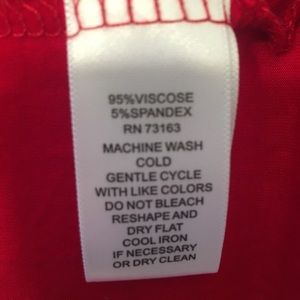 95%VISCOSE
5%SPANDEX
RN 73163
MACHINE WASH
COLD
GENTLE CYCLE
WITH LIKE COLORS
DO NOT BLEACH
RESHAPE AND
DRY FLAT
COOL IRON
IF NECESSARY
OR DRY CLEAN